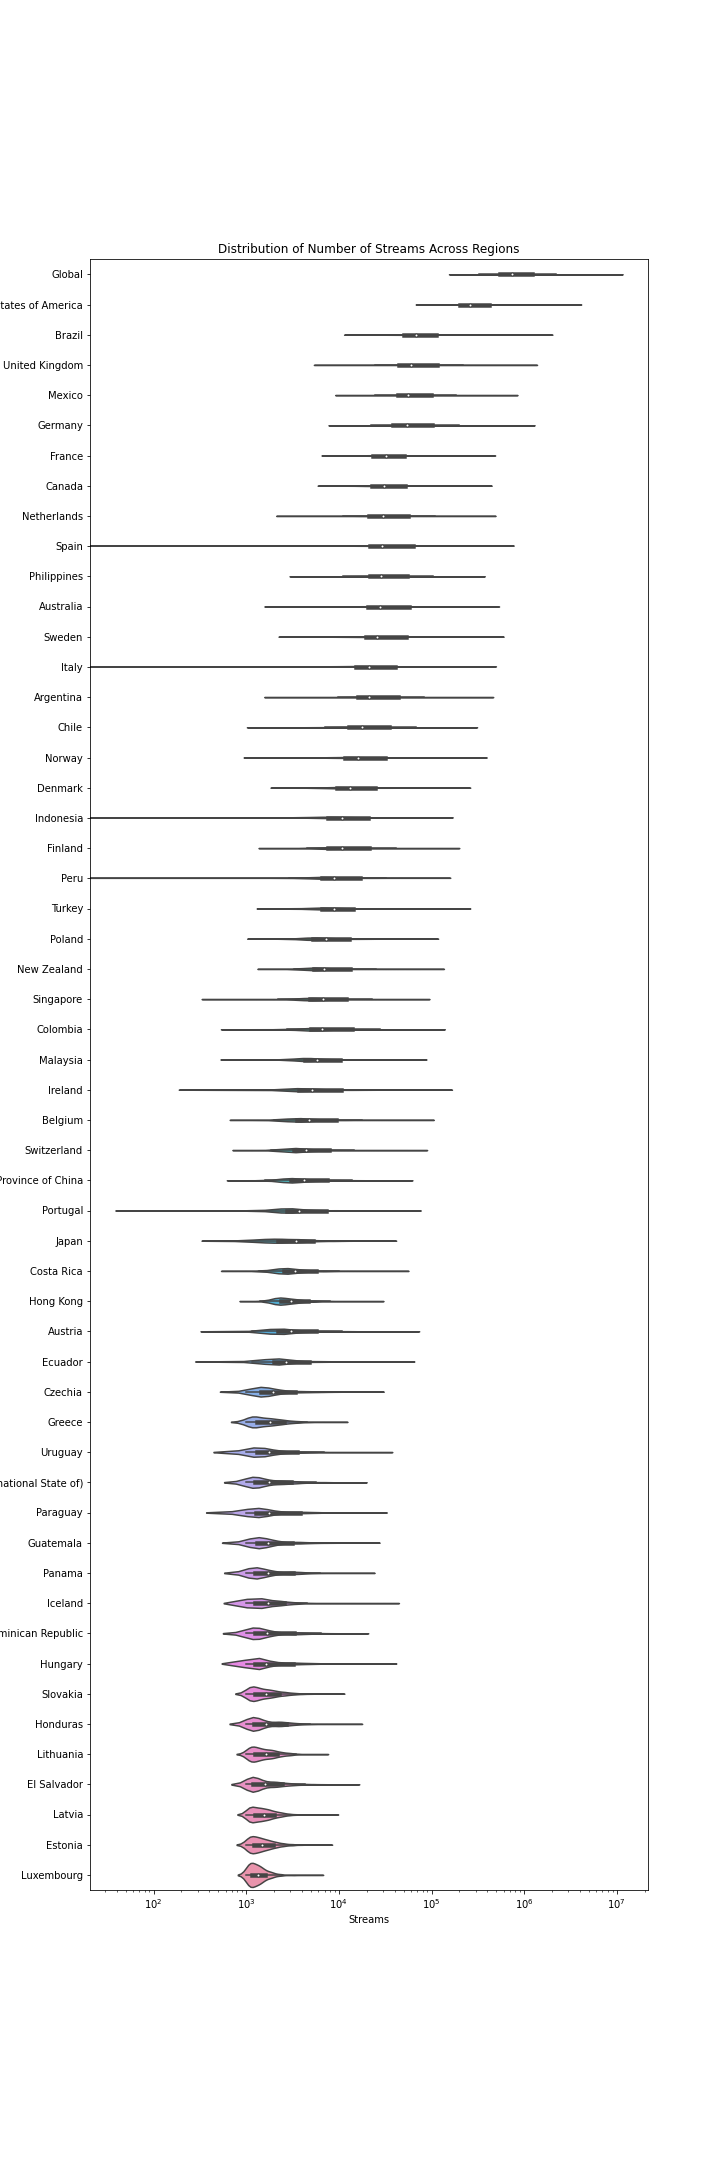 Distribution of Number of Streams Across Regions
Global
tates of America
Brazil
United Kingdom
Mexico
Germany
France
Canada
Netherlands
Spain
Philippines
Australia
Sweden
Italy
Argentina
Chile
Norway
Denmark
Indonesia
Finland
Peru
Turkey
Poland
New Zealand
Singapore
Colombia
Malaysia
Ireland
Belgium
Switzerland
Province of China
Portugal
Japan
Costa Rica
Hong Kong
Austria
Ecuador
Czechia
Greece
Uruguay
national State of)
Paraguay
Guatemala
Panama
Iceland
minican Republic
Hungary
Slovakia
Honduras
Lithuania
El Salvador
Latvia
Estonia
Luxembourg
10² 10³ 10⁴ 10⁵ 10⁶ 10⁷
Streams